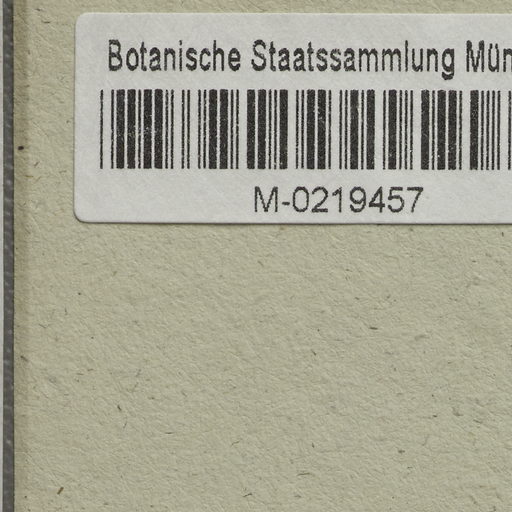 Botanische Staatssammlung Mün
M-0219457